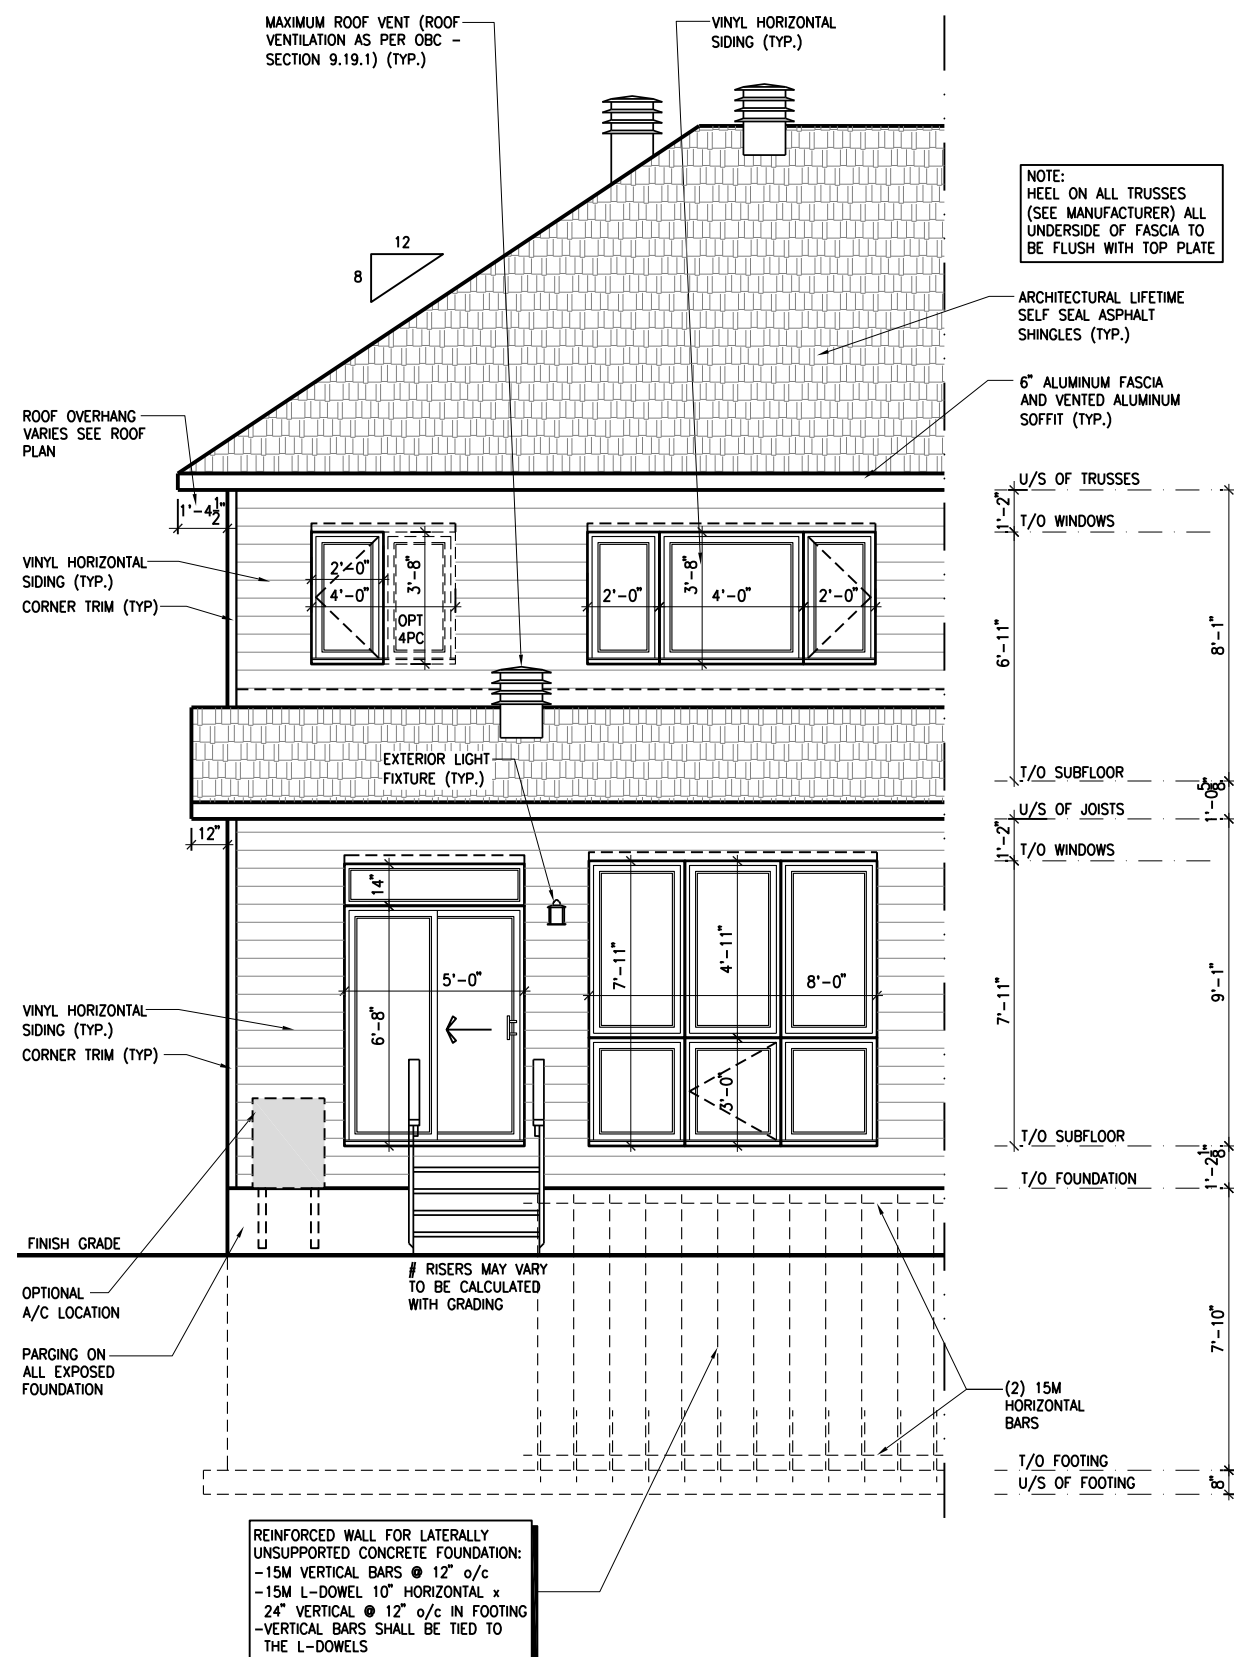 MAXIMUM ROOF VENT (ROOF
VENTILATION AS PER OBC -
SECTION 9.19.1) (TYP.)
VINYL HORIZONTAL
SIDING (TYP.)
NOTE:
HEEL ON ALL TRUSSES
(SEE MANUFACTURER) ALL
UNDERSIDE OF FASCIA TO
BE FLUSH WITH TOP PLATE
12
8
ARCHITECTURAL LIFETIME
SELF SEAL ASPHALT
SHINGLES (TYP.)
6" ALUMINUM FASCIA
AND VENTED ALUMINUM
SOFFIT (TYP.)
ROOF OVERHANG
VARIES SEE ROOF
PLAN
1'-4½"
U/S OF TRUSSES
1'-2"
T/O WINDOWS
VINYL HORIZONTAL
SIDING (TYP.)
CORNER TRIM (TYP)
2'-0"
4'-0"
3'-8"
OPT
4PC
2'-0"
3'-8"
4'-0"
2'-0"
6'-11"
8'-1"
EXTERIOR LIGHT
FIXTURE (TYP.)
T/O SUBFLOOR
1'-0⅝"
U/S OF JOISTS
12"
1'-2"
T/O WINDOWS
14"
5'-0"
6'-8"
7'-11"
4'-11"
8'-0"
3'-0"
7'-11"
9'-1"
VINYL HORIZONTAL
SIDING (TYP.)
CORNER TRIM (TYP)
T/O SUBFLOOR
1'-2⅛"
T/O FOUNDATION
FINISH GRADE
# RISERS MAY VARY
TO BE CALCULATED
WITH GRADING
OPTIONAL
A/C LOCATION
PARGING ON
ALL EXPOSED
FOUNDATION
7'-10"
(2) 15M
HORIZONTAL
BARS
T/O FOOTING
U/S OF FOOTING
8"
REINFORCED WALL FOR LATERALLY
UNSUPPORTED CONCRETE FOUNDATION:
-15M VERTICAL BARS @ 12" o/c
-15M L-DOWEL 10" HORIZONTAL x
24" VERTICAL @ 12" o/c IN FOOTING
-VERTICAL BARS SHALL BE TIED TO
THE L-DOWELS